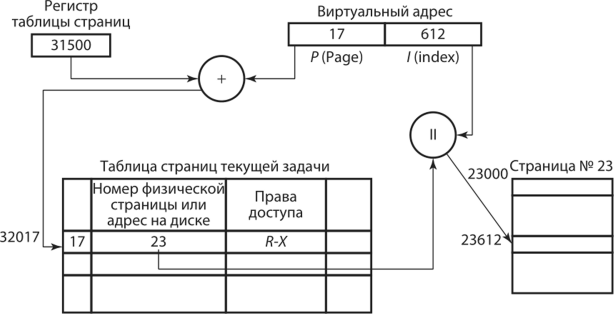 Регистр
таблицы страниц
31500
Виртуальный адрес
17 612
P (Page) I (index)
+
II
Таблица страниц текущей задачи
Номер физической
страницы или
адрес на диске
Права
доступа
32017
17 23 R-X
Страница № 23
23000
23612